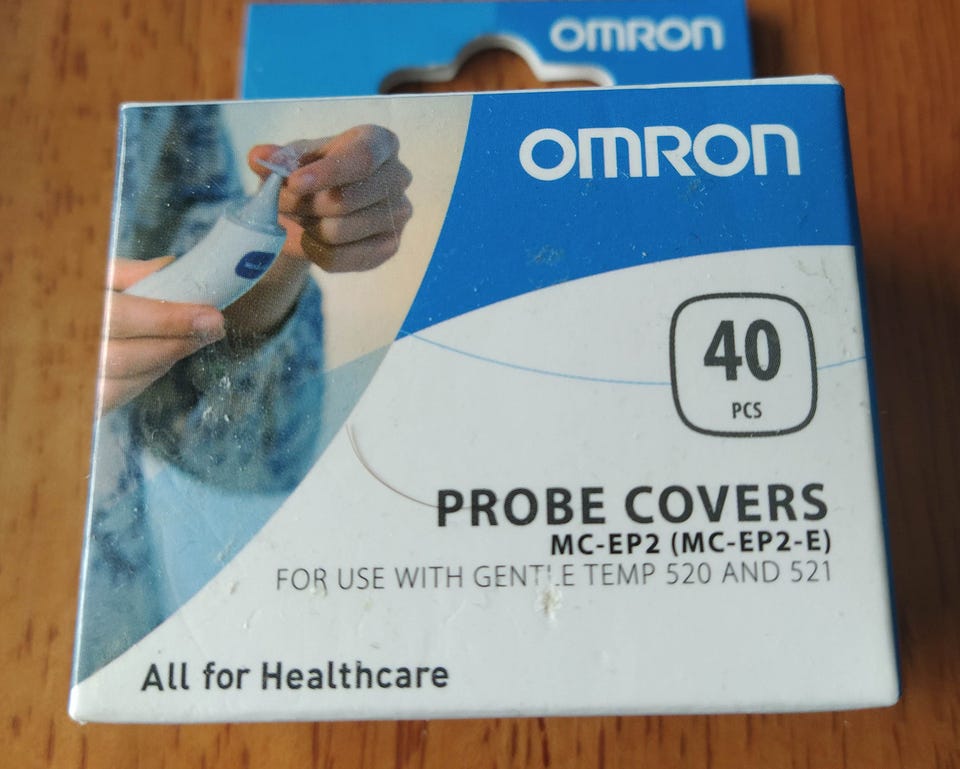 OMRON
OMRON
40
PCS
PROBE COVERS
MC-EP2 (MC-EP2-E)
FOR USE WITH GENTLE TEMP 520 AND 521
All for Healthcare